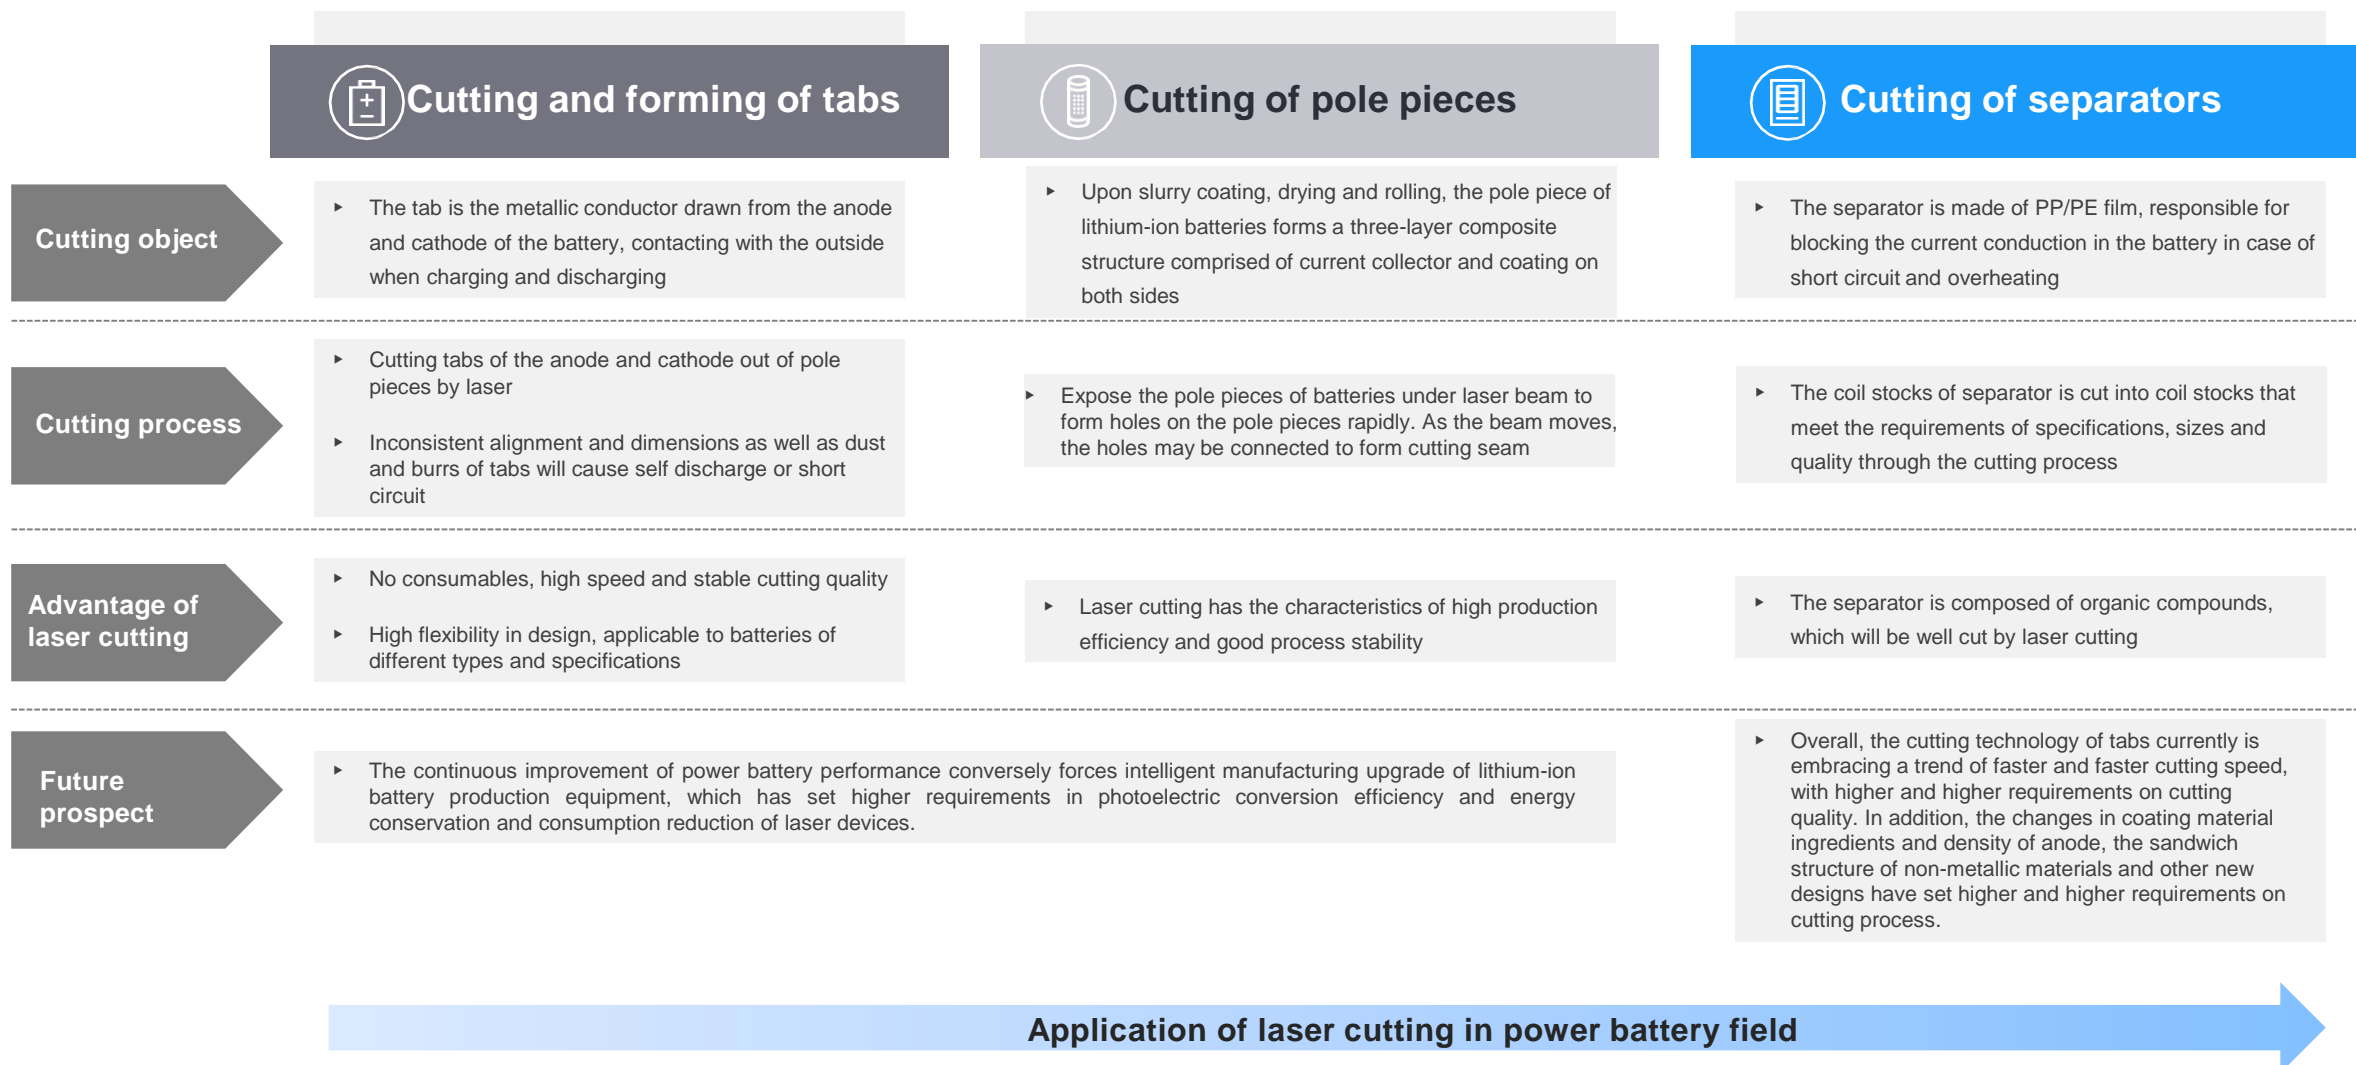 Cutting and forming of tabs
Cutting of pole pieces
Cutting of separators
Cutting object
The tab is the metallic conductor drawn from the anode
and cathode of the battery, contacting with the outside
when charging and discharging
Upon slurry coating, drying and rolling, the pole piece of
lithium-ion batteries forms a three-layer composite
structure comprised of current collector and coating on
both sides
The separator is made of PP/PE film, responsible for
blocking the current conduction in the battery in case of
short circuit and overheating
Cutting process
Cutting tabs of the anode and cathode out of pole
pieces by laser
Inconsistent alignment and dimensions as well as dust
and burrs of tabs will cause self discharge or short
circuit
Expose the pole pieces of batteries under laser beam to
form holes on the pole pieces rapidly. As the beam moves,
the holes may be connected to form cutting seam
The coil stocks of separator is cut into coil stocks that
meet the requirements of specifications, sizes and
quality through the cutting process
Advantage of
laser cutting
No consumables, high speed and stable cutting quality
High flexibility in design, applicable to batteries of
different types and specifications
Laser cutting has the characteristics of high production
efficiency and good process stability
The separator is composed of organic compounds,
which will be well cut by laser cutting
Future
prospect
The continuous improvement of power battery performance conversely forces intelligent manufacturing upgrade of lithium-ion
battery production equipment, which has set higher requirements in photoelectric conversion efficiency and energy
conservation and consumption reduction of laser devices.
Overall, the cutting technology of tabs currently is
embracing a trend of faster and faster cutting speed,
with higher and higher requirements on cutting
quality. In addition, the changes in coating material
ingredients and density of anode, the sandwich
structure of non-metallic materials and other new
designs have set higher and higher requirements on
cutting process.
Application of laser cutting in power battery field